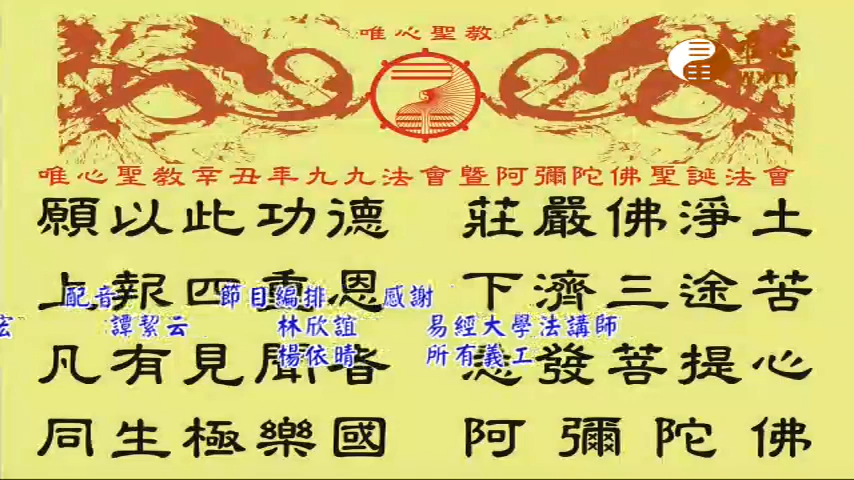 唯心聖教
WXTV
唯心聖教辛丑年九九法會暨阿彌陀佛聖誕法會
願以此功德 莊嚴佛淨土
上報四重恩 下濟三途苦
配音 節目編排 感謝
譚絜云 林欣誼 易經大學法講師
楊依晴 所有義工
凡有見聞者 悉發菩提心
同生極樂國 阿彌陀佛